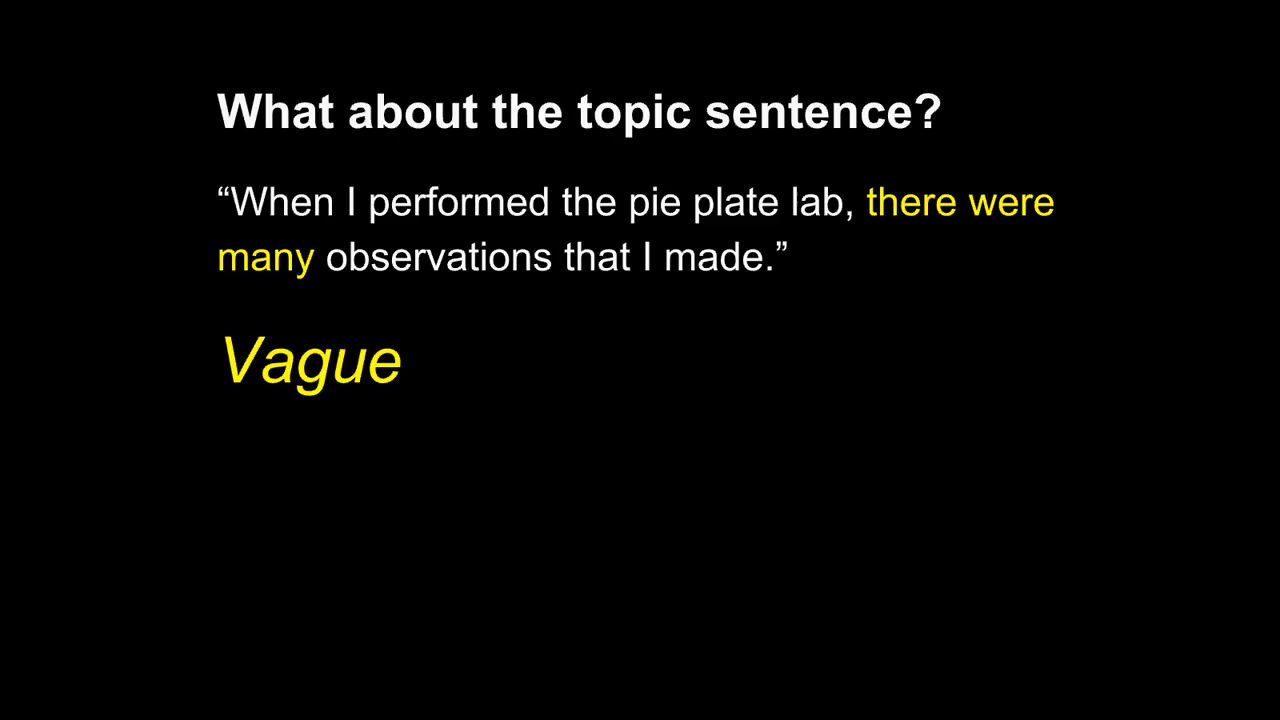 What about the topic sentence?
“When I performed the pie plate lab, there were
many observations that I made.”
Vague